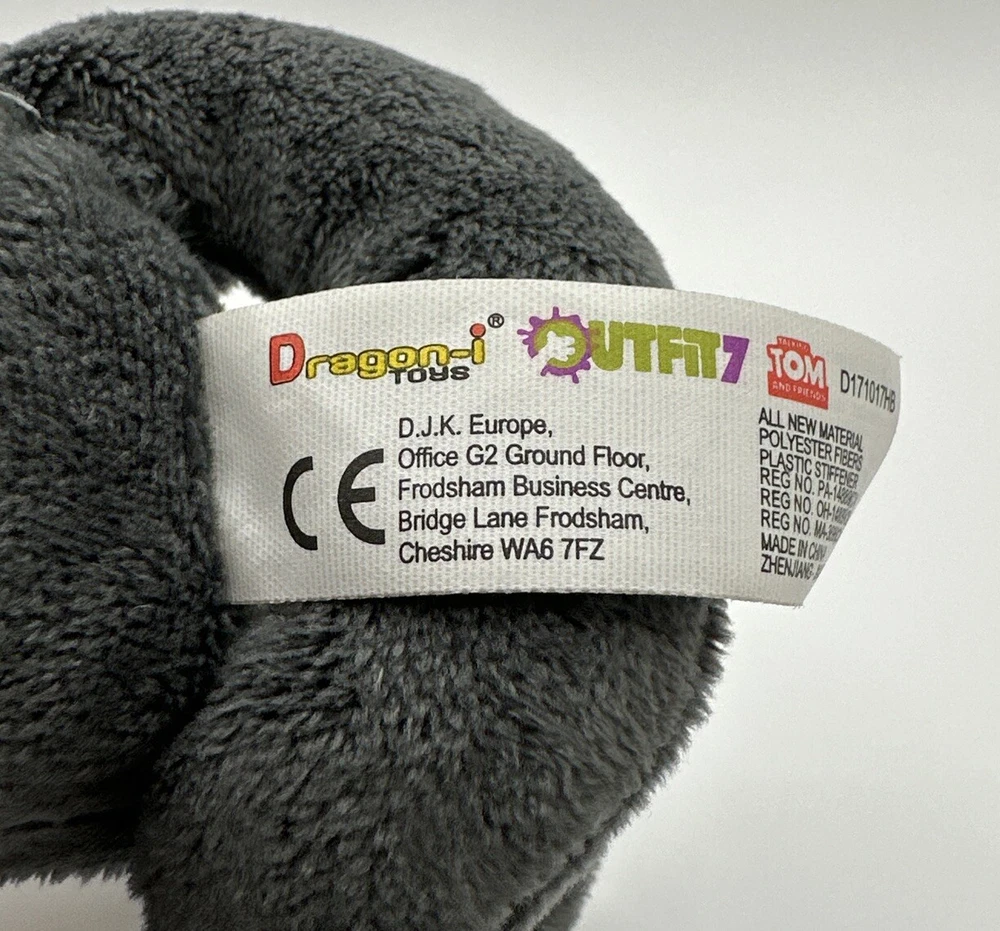 Dragon-i®
TOYS
OUTFIT7
TALKING
TOM
AND FRIENDS
D171017HB
CE
D.J.K. Europe,
Office G2 Ground Floor,
Frodsham Business Centre,
Bridge Lane Frodsham,
Cheshire WA6 7FZ
ALL NEW MATERIAL
POLYESTER FIBERS
PLASTIC STIFFENER
REG NO.
REG NO.
REG NO.
MADE IN
ZHENJIANG